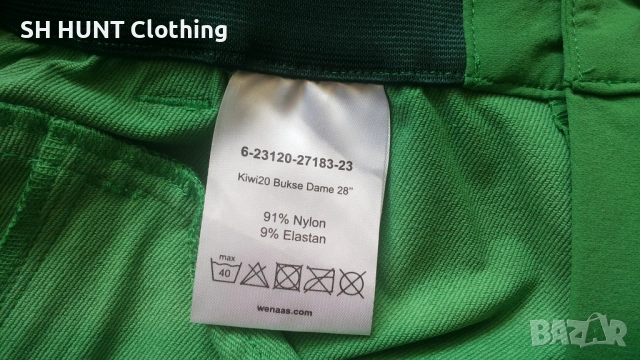 SH HUNT Clothing
6-23120-27183-23
Kiwi20 Bukse Dame 28"
91% Nylon
9% Elastan
max
40
wenaas.com
BAZAR